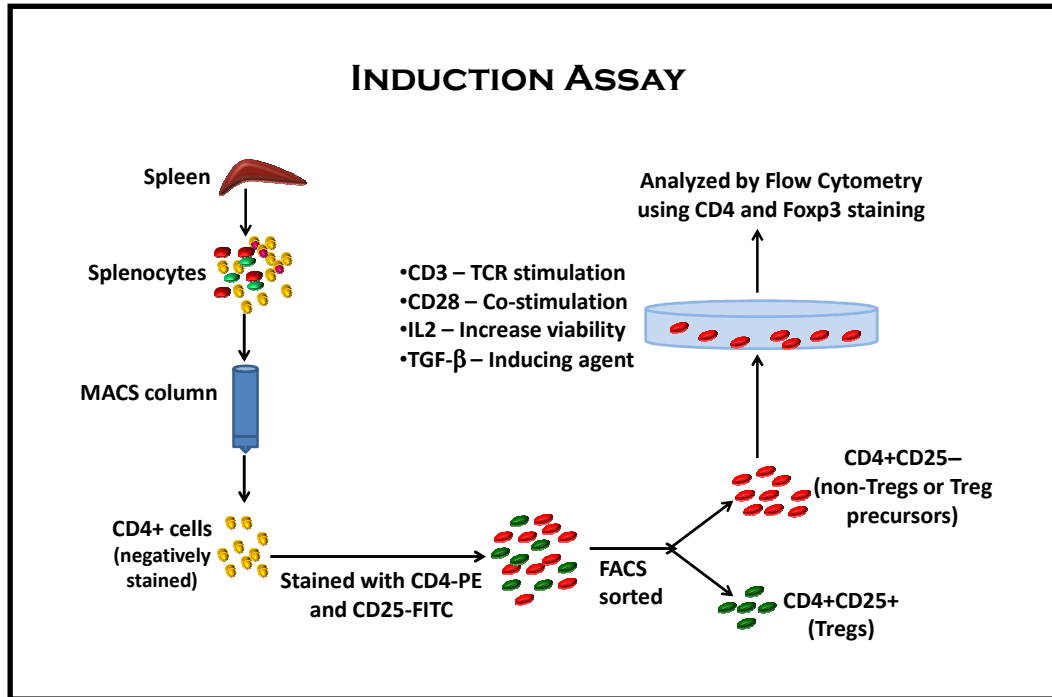 INDUCTION ASSAY
Spleen
Splenocytes
MACS column
CD4+ cells
(negatively
stained)
Stained with CD4-PE
and CD25-FITC
FACS
sorted
CD4+CD25–
(non-Tregs or Treg
precursors)
CD4+CD25+
(Tregs)
•CD3 – TCR stimulation
•CD28 – Co-stimulation
•IL2 – Increase viability
•TGF-β – Inducing agent
Analyzed by Flow Cytometry
using CD4 and Foxp3 staining